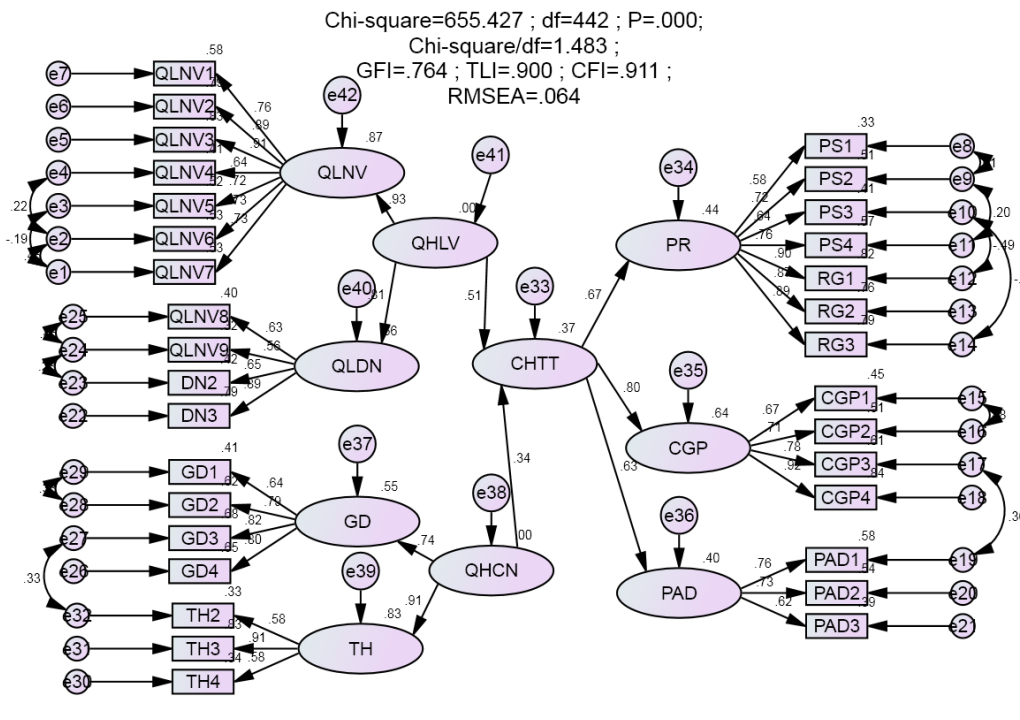 Chi-square=655.427 ; df=442 ; P=.000;
Chi-square/df=1.483 ;
GFI=.764 ; TLI=.900 ; CFI=.911 ;
RMSEA=.064
.58
e7 QLNV1
e6 QLNV2
e5 QLNV3
e4 QLNV4
e3 QLNV5
e2 QLNV6
e1 QLNV7
.76
.89
.91
.64
.72
.73
.73
.22
-.19
e42
.87
QLNV
.93
e41
.00
QHLV
.51
e40
QLDN
.40
e25 QLNV8
e24 QLNV9
e23 DN2
e22 DN3
.63
.56
.65
.89
e33
.37
CHTT
.34
.67
.80
.63
e34
.44
PR
.33
PS1 e8
PS2 e9
PS3 e10
PS4 e11
RG1 e12
RG2 e13
RG3 e14
.58
.72
.64
.76
.90
.89
.20
-.49
e35
.64
CGP
.45
CGP1 e15
CGP2 e16
CGP3 e17
CGP4 e18
.67
.71
.78
.92
e36
.40
PAD
.58
PAD1 e19
PAD2 e20
PAD3 e21
.76
.73
.62
.41
e29 GD1
e28 GD2
e27 GD3
e26 GD4
.64
.79
.82
.80
e37
.55
GD
.74
e38
QHCN
.91
e39
.83
TH
.33
.33
e32 TH2
e31 TH3
e30 TH4
.58
.91
.58